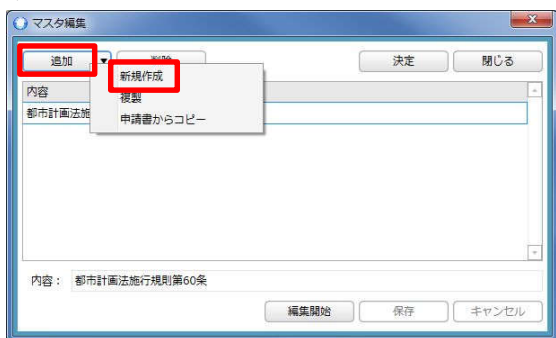 マスタ編集
追加
決定
閉じる
新規作成
複製
申請書からコピー
内容
都市計画法施
内容： 都市計画法施行規則第60条
編集開始
保存
キャンセル